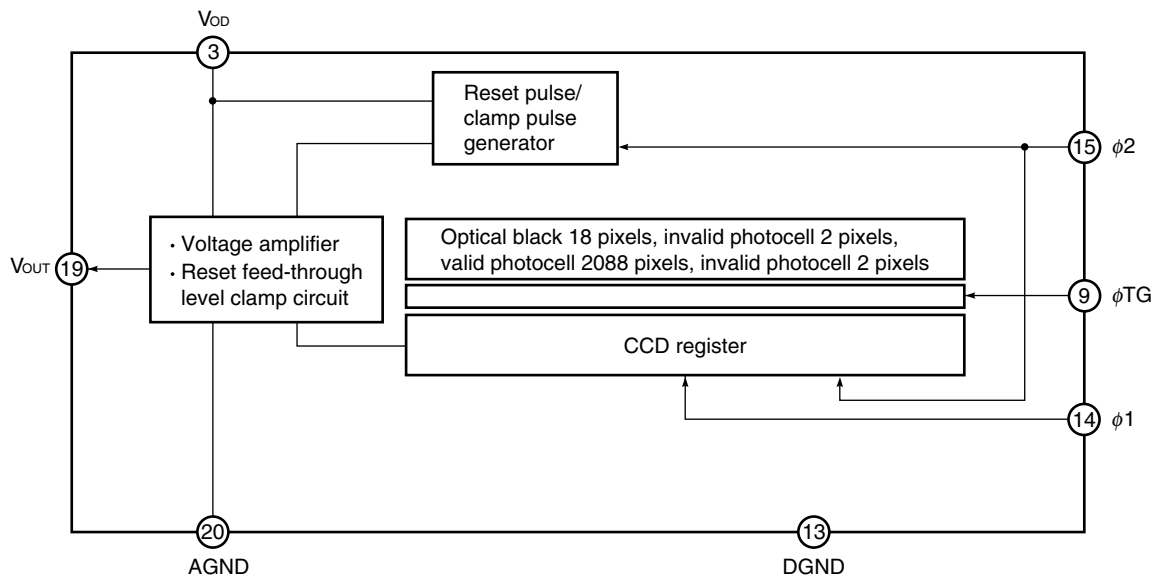 VOD
3
Reset pulse/
clamp pulse
generator
15
ϕ2
· Voltage amplifier
· Reset feed-through
level clamp circuit
VOUT
19
Optical black 18 pixels, invalid photocell 2 pixels,
valid photocell 2088 pixels, invalid photocell 2 pixels
9
ϕTG
CCD register
14
ϕ1
20
AGND
13
DGND